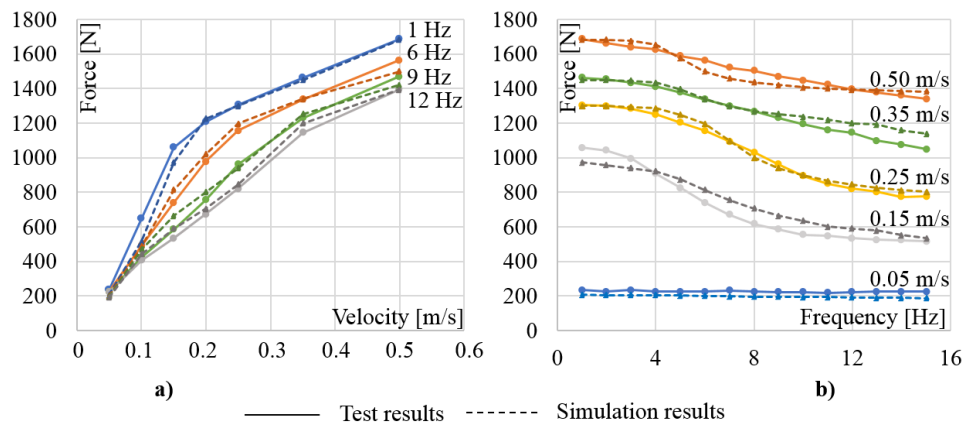 1800
1600
1400
1200
1000
800
600
400
200
0
Force [N]
1 Hz
6 Hz
9 Hz
12 Hz
Velocity [m/s]
0 0.1 0.2 0.3 0.4 0.5 0.6
a)
1800
1600
1400
1200
1000
800
600
400
200
0
Force [N]
0.50 m/s
0.35 m/s
0.25 m/s
0.15 m/s
0.05 m/s
Frequency [Hz]
0 4 8 12 16
b)
Test results Simulation results